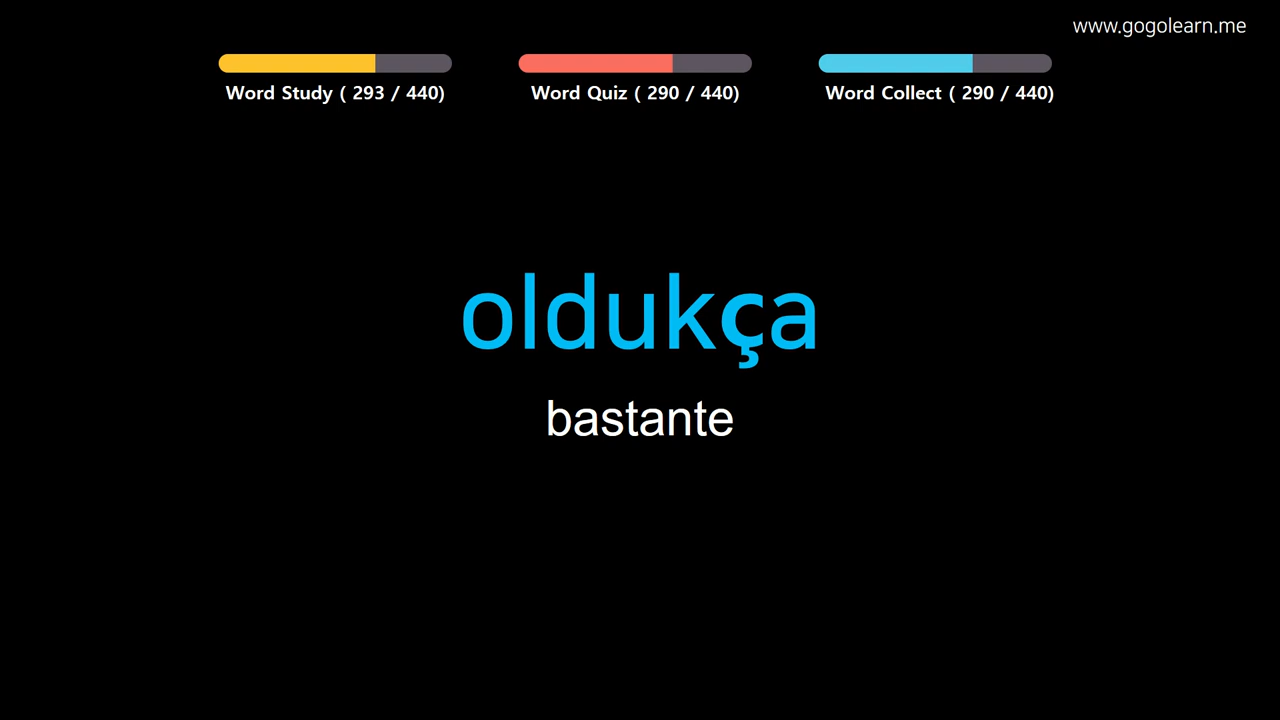 www.gogolearn.me
Word Study ( 293 / 440)
Word Quiz ( 290 / 440)
Word Collect ( 290 / 440)
oldukça
bastante